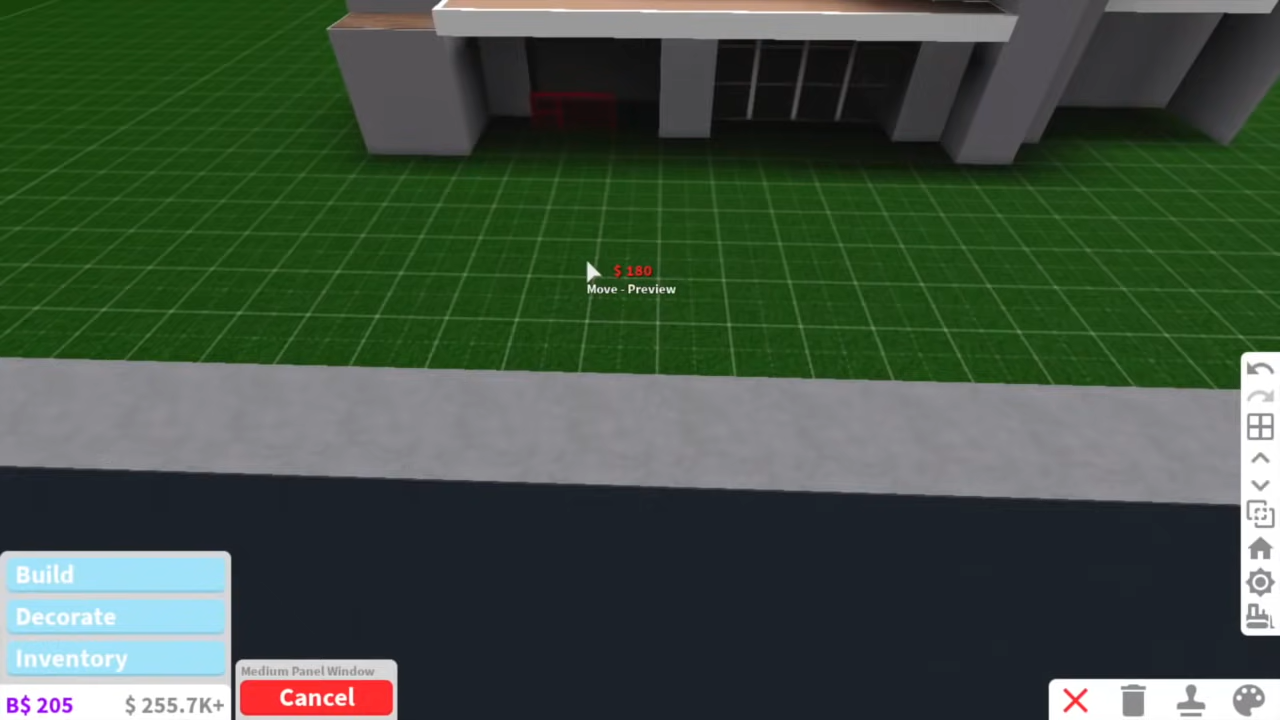 $ 180
Move - Preview
Build
Decorate
Inventory
B$ 205
$ 255.7K+
Medium Panel Window
Cancel